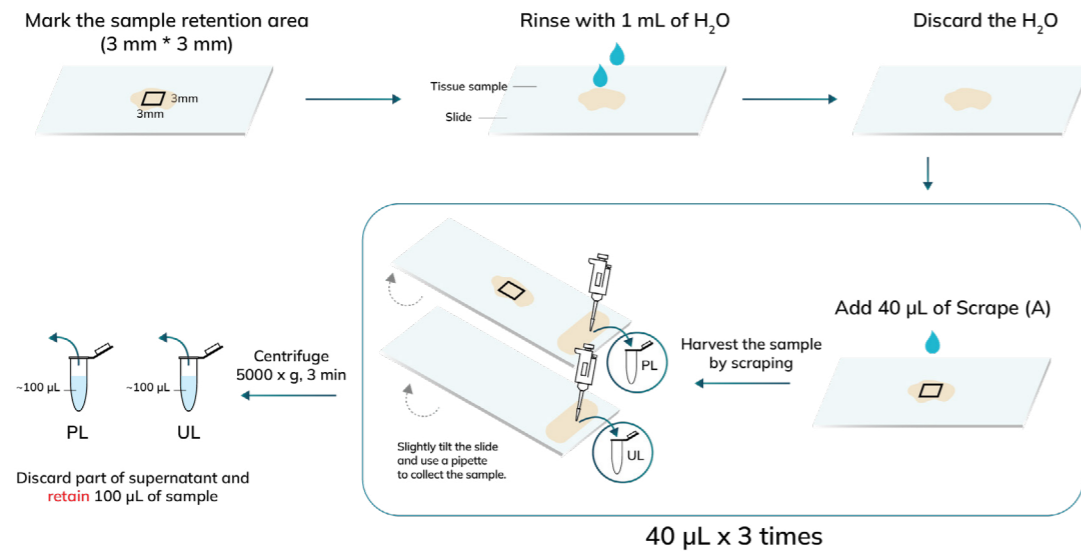 Mark the sample retention area
(3 mm * 3 mm)
3mm
3mm
Rinse with 1 mL of H₂O
Tissue sample
Slide
Discard the H₂O
Add 40 µL of Scrape (A)
Harvest the sample
by scraping
PL
UL
Slightly tilt the slide
and use a pipette
to collect the sample.
40 µL x 3 times
Centrifuge
5000 x g, 3 min
~100 µL
~100 µL
PL
UL
Discard part of supernatant and
retain 100 µL of sample